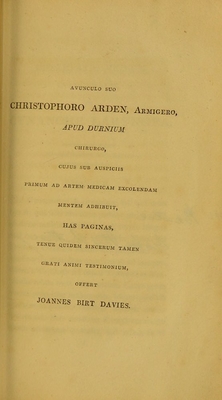 AVUNCULO SUO
CHRISTOPHORO ARDEN, ARMIGERO,
APUD DURNIUM
CHIRURGO,
CUJUS SUB AUSPICIIS
PRIMUM AD ARTEM MEDICAM EXCOLENDAM
MENTEM ADHIBUIT,
HAS PAGINAS,
TENUE QUIDEM SINCERUM TAMEN
GRATI ANIMI TESTIMONIUM,
OFFERT
JOANNES BIRT DAVIES.